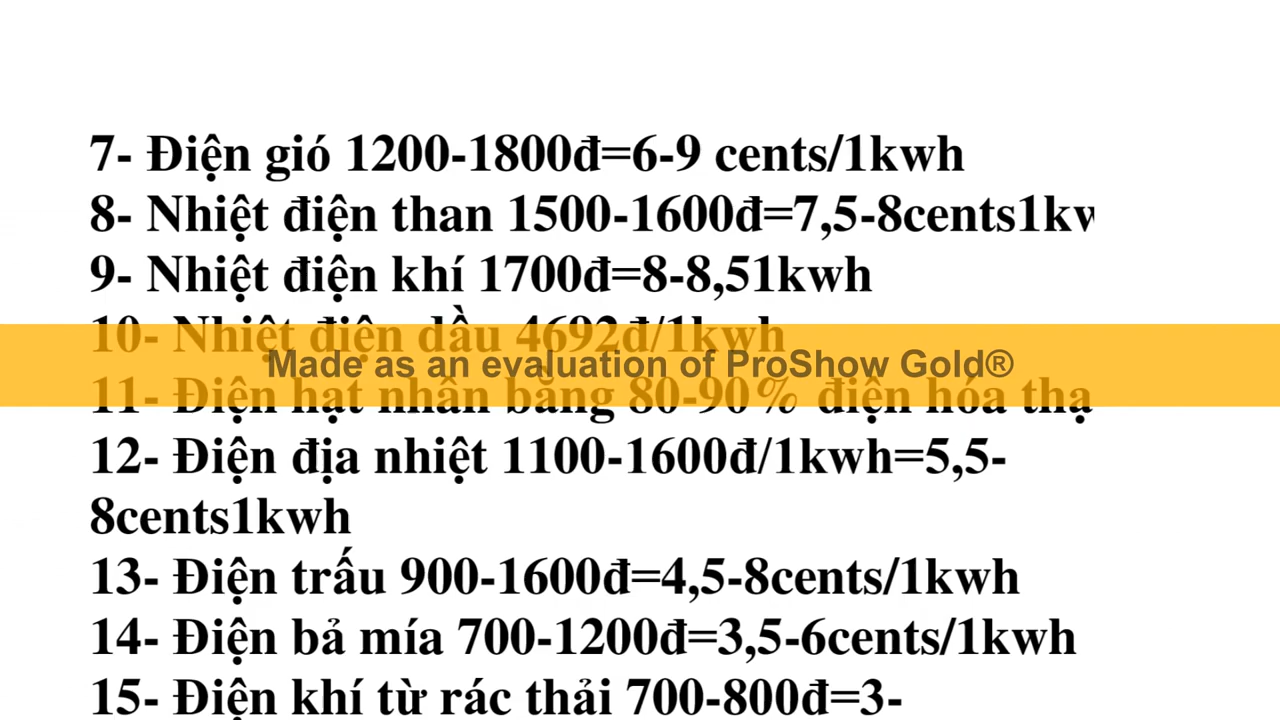 7- Điện gió 1200-1800đ=6-9 cents/1kwh
8- Nhiệt điện than 1500-1600đ=7,5-8cents1kw
9- Nhiệt điện khí 1700đ=8-8,51kwh
10- Nhiệt điện dầu 4692đ/1kwh
Made as an evaluation of ProShow Gold®
11- Điện hạt nhân bằng 80-90% điện hóa thạ
12- Điện địa nhiệt 1100-1600đ/1kwh=5,5-
8cents1kwh
13- Điện trấu 900-1600đ=4,5-8cents/1kwh
14- Điện bả mía 700-1200đ=3,5-6cents/1kwh
15- Điện khí từ rác thải 700-800đ=3-